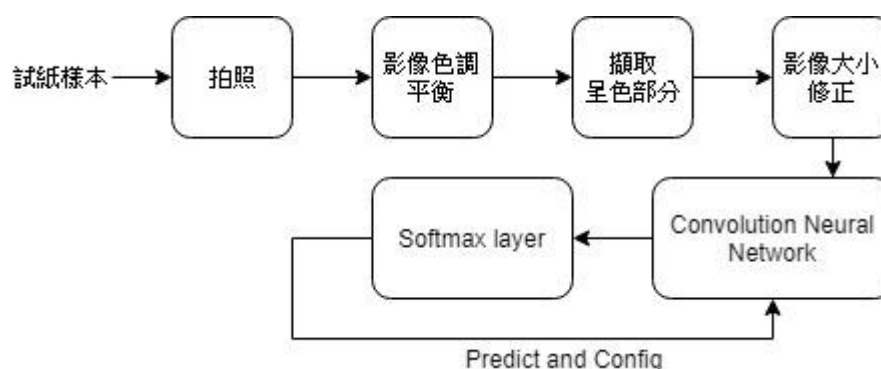 試紙樣本
拍照
影像色調
平衡
擷取
呈色部分
影像大小
修正
Convolution Neural
Network
Softmax layer
Predict and Config